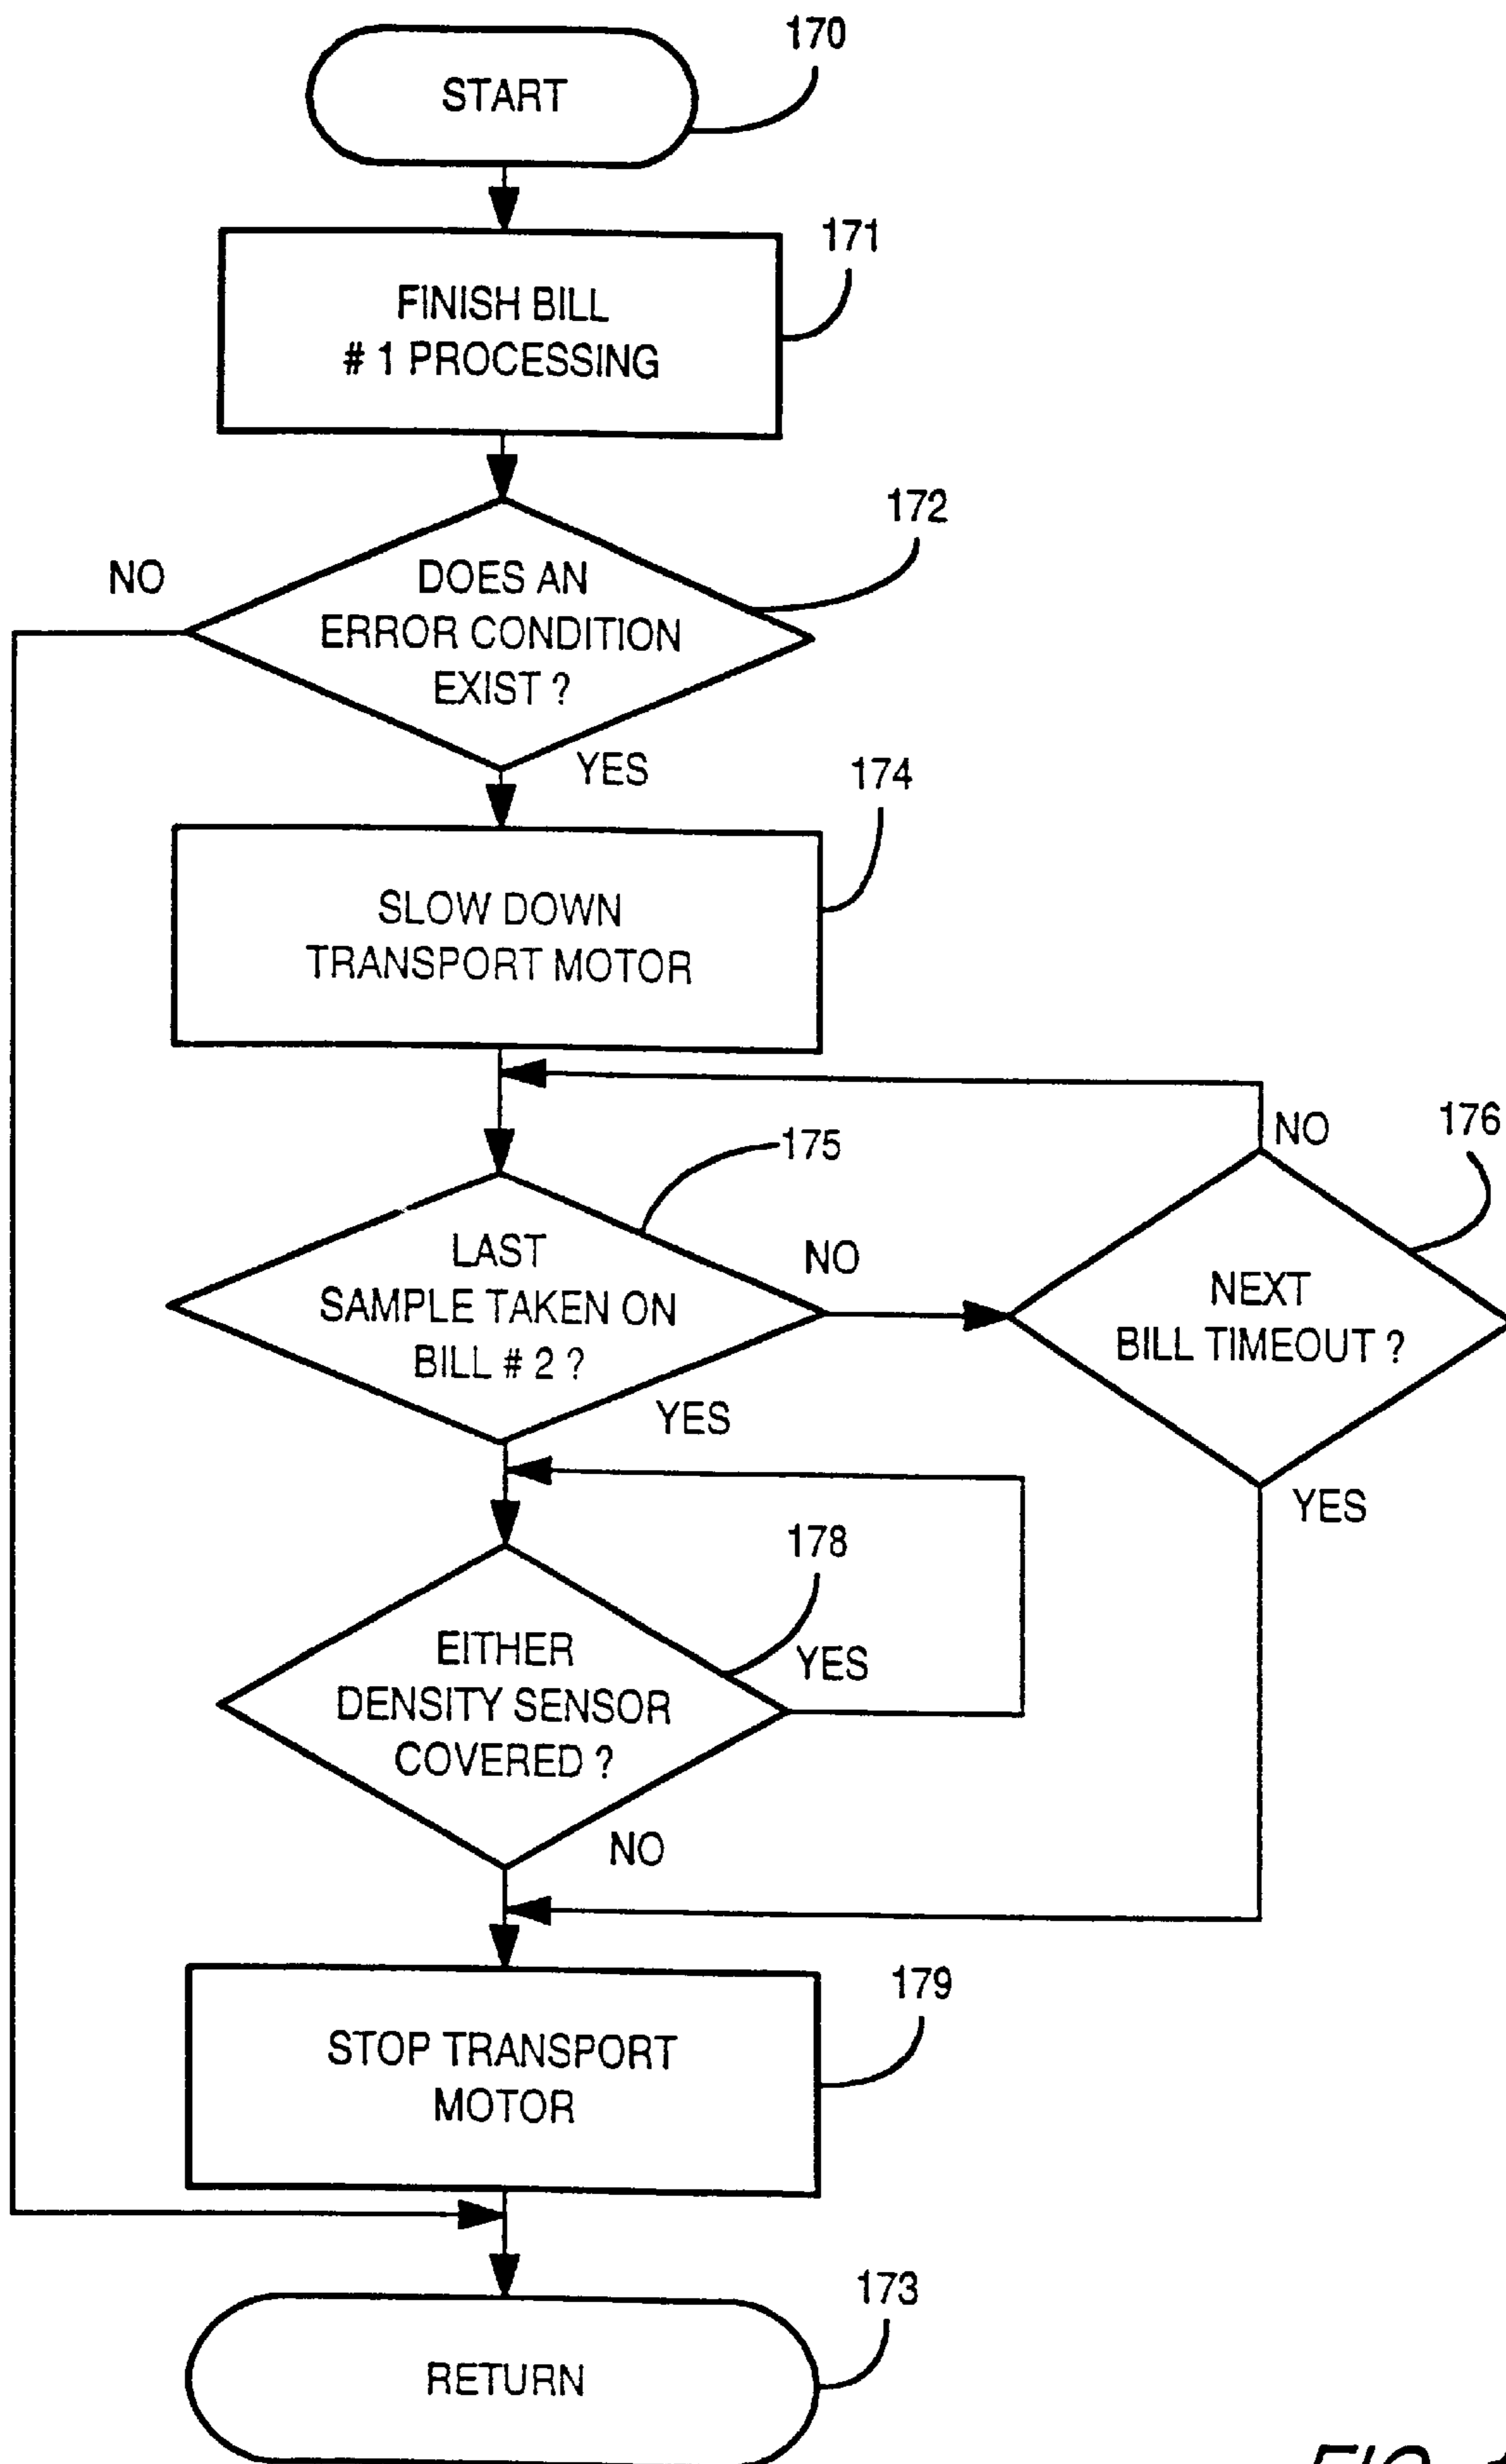 START
170
FINISH BILL
# 1 PROCESSING
171
DOES AN
ERROR CONDITION
EXIST ?
172
NO
YES
SLOW DOWN
TRANSPORT MOTOR
174
LAST
SAMPLE TAKEN ON
BILL # 2 ?
175
NO
YES
NEXT
BILL TIMEOUT ?
176
NO
YES
EITHER
DENSITY SENSOR
COVERED ?
178
YES
NO
STOP TRANSPORT
MOTOR
179
RETURN
173